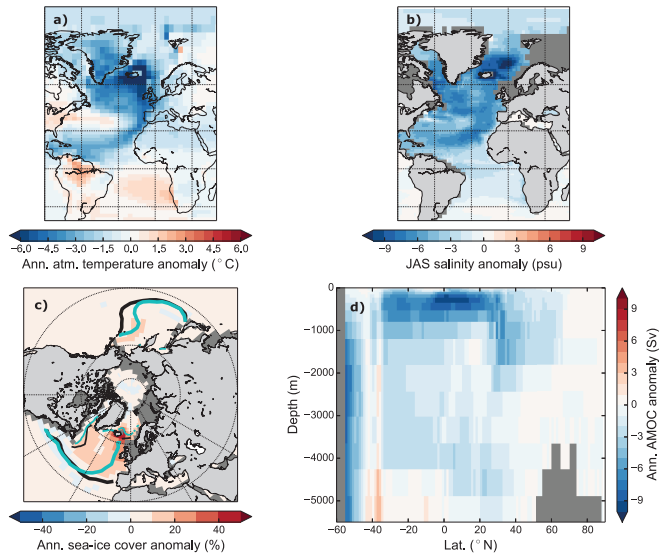 a)
b)
−6.0 −4.5 −3.0 −1.5 0.0 1.5 3.0 4.5 6.0
Ann. atm. temperature anomaly (°C)
−9 −6 −3 0 3 6 9
JAS salinity anomaly (psu)
c)
−40 −20 0 20 40
Ann. sea-ice cover anomaly (%)
d)
0
−1000
−2000
−3000
−4000
−5000
Depth (m)
−60 −40 −20 0 20 40 60 80
Lat. (°N)
9
6
3
0
−3
−6
−9
Ann. AMOC anomaly (Sv)